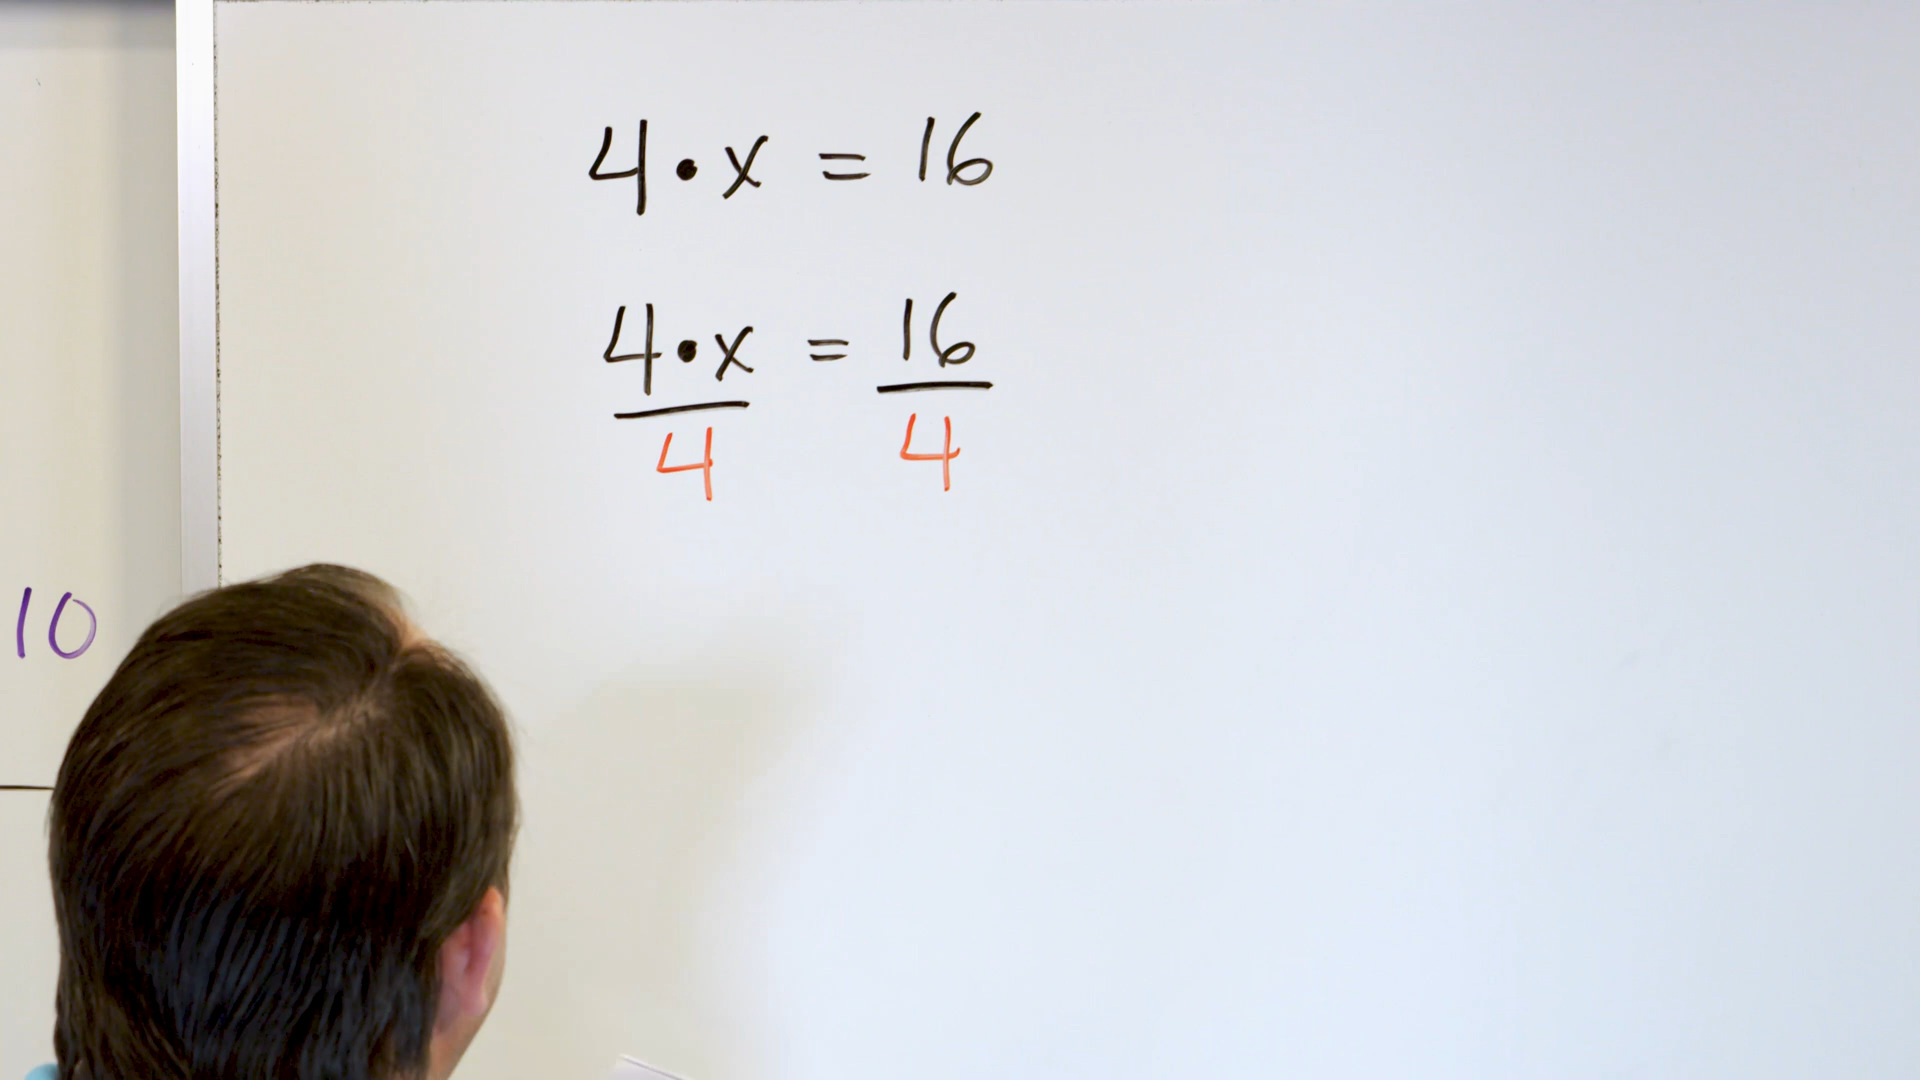 4 • x = 16
4 • x = 16
4 4
10